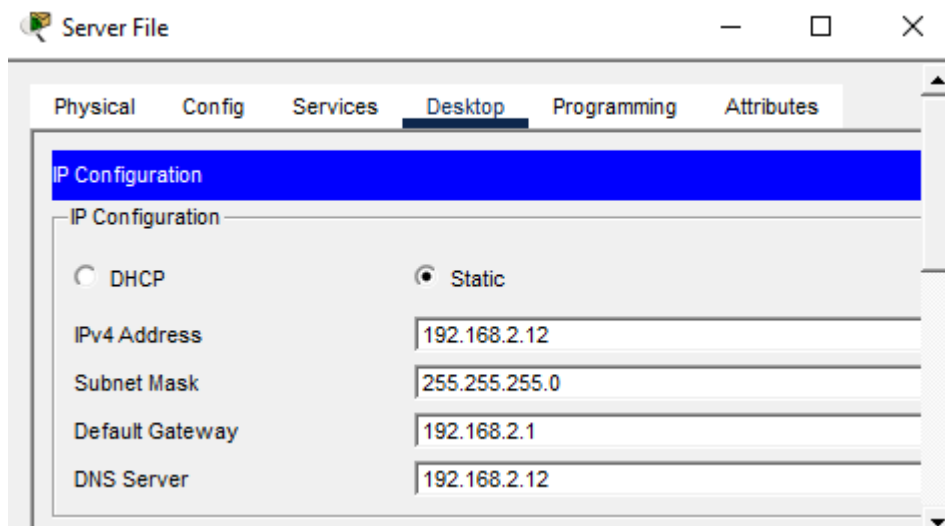 Server File
Physical Config Services Desktop Programming Attributes
IP Configuration
IP Configuration
DHCP Static
IPv4 Address 192.168.2.12
Subnet Mask 255.255.255.0
Default Gateway 192.168.2.1
DNS Server 192.168.2.12